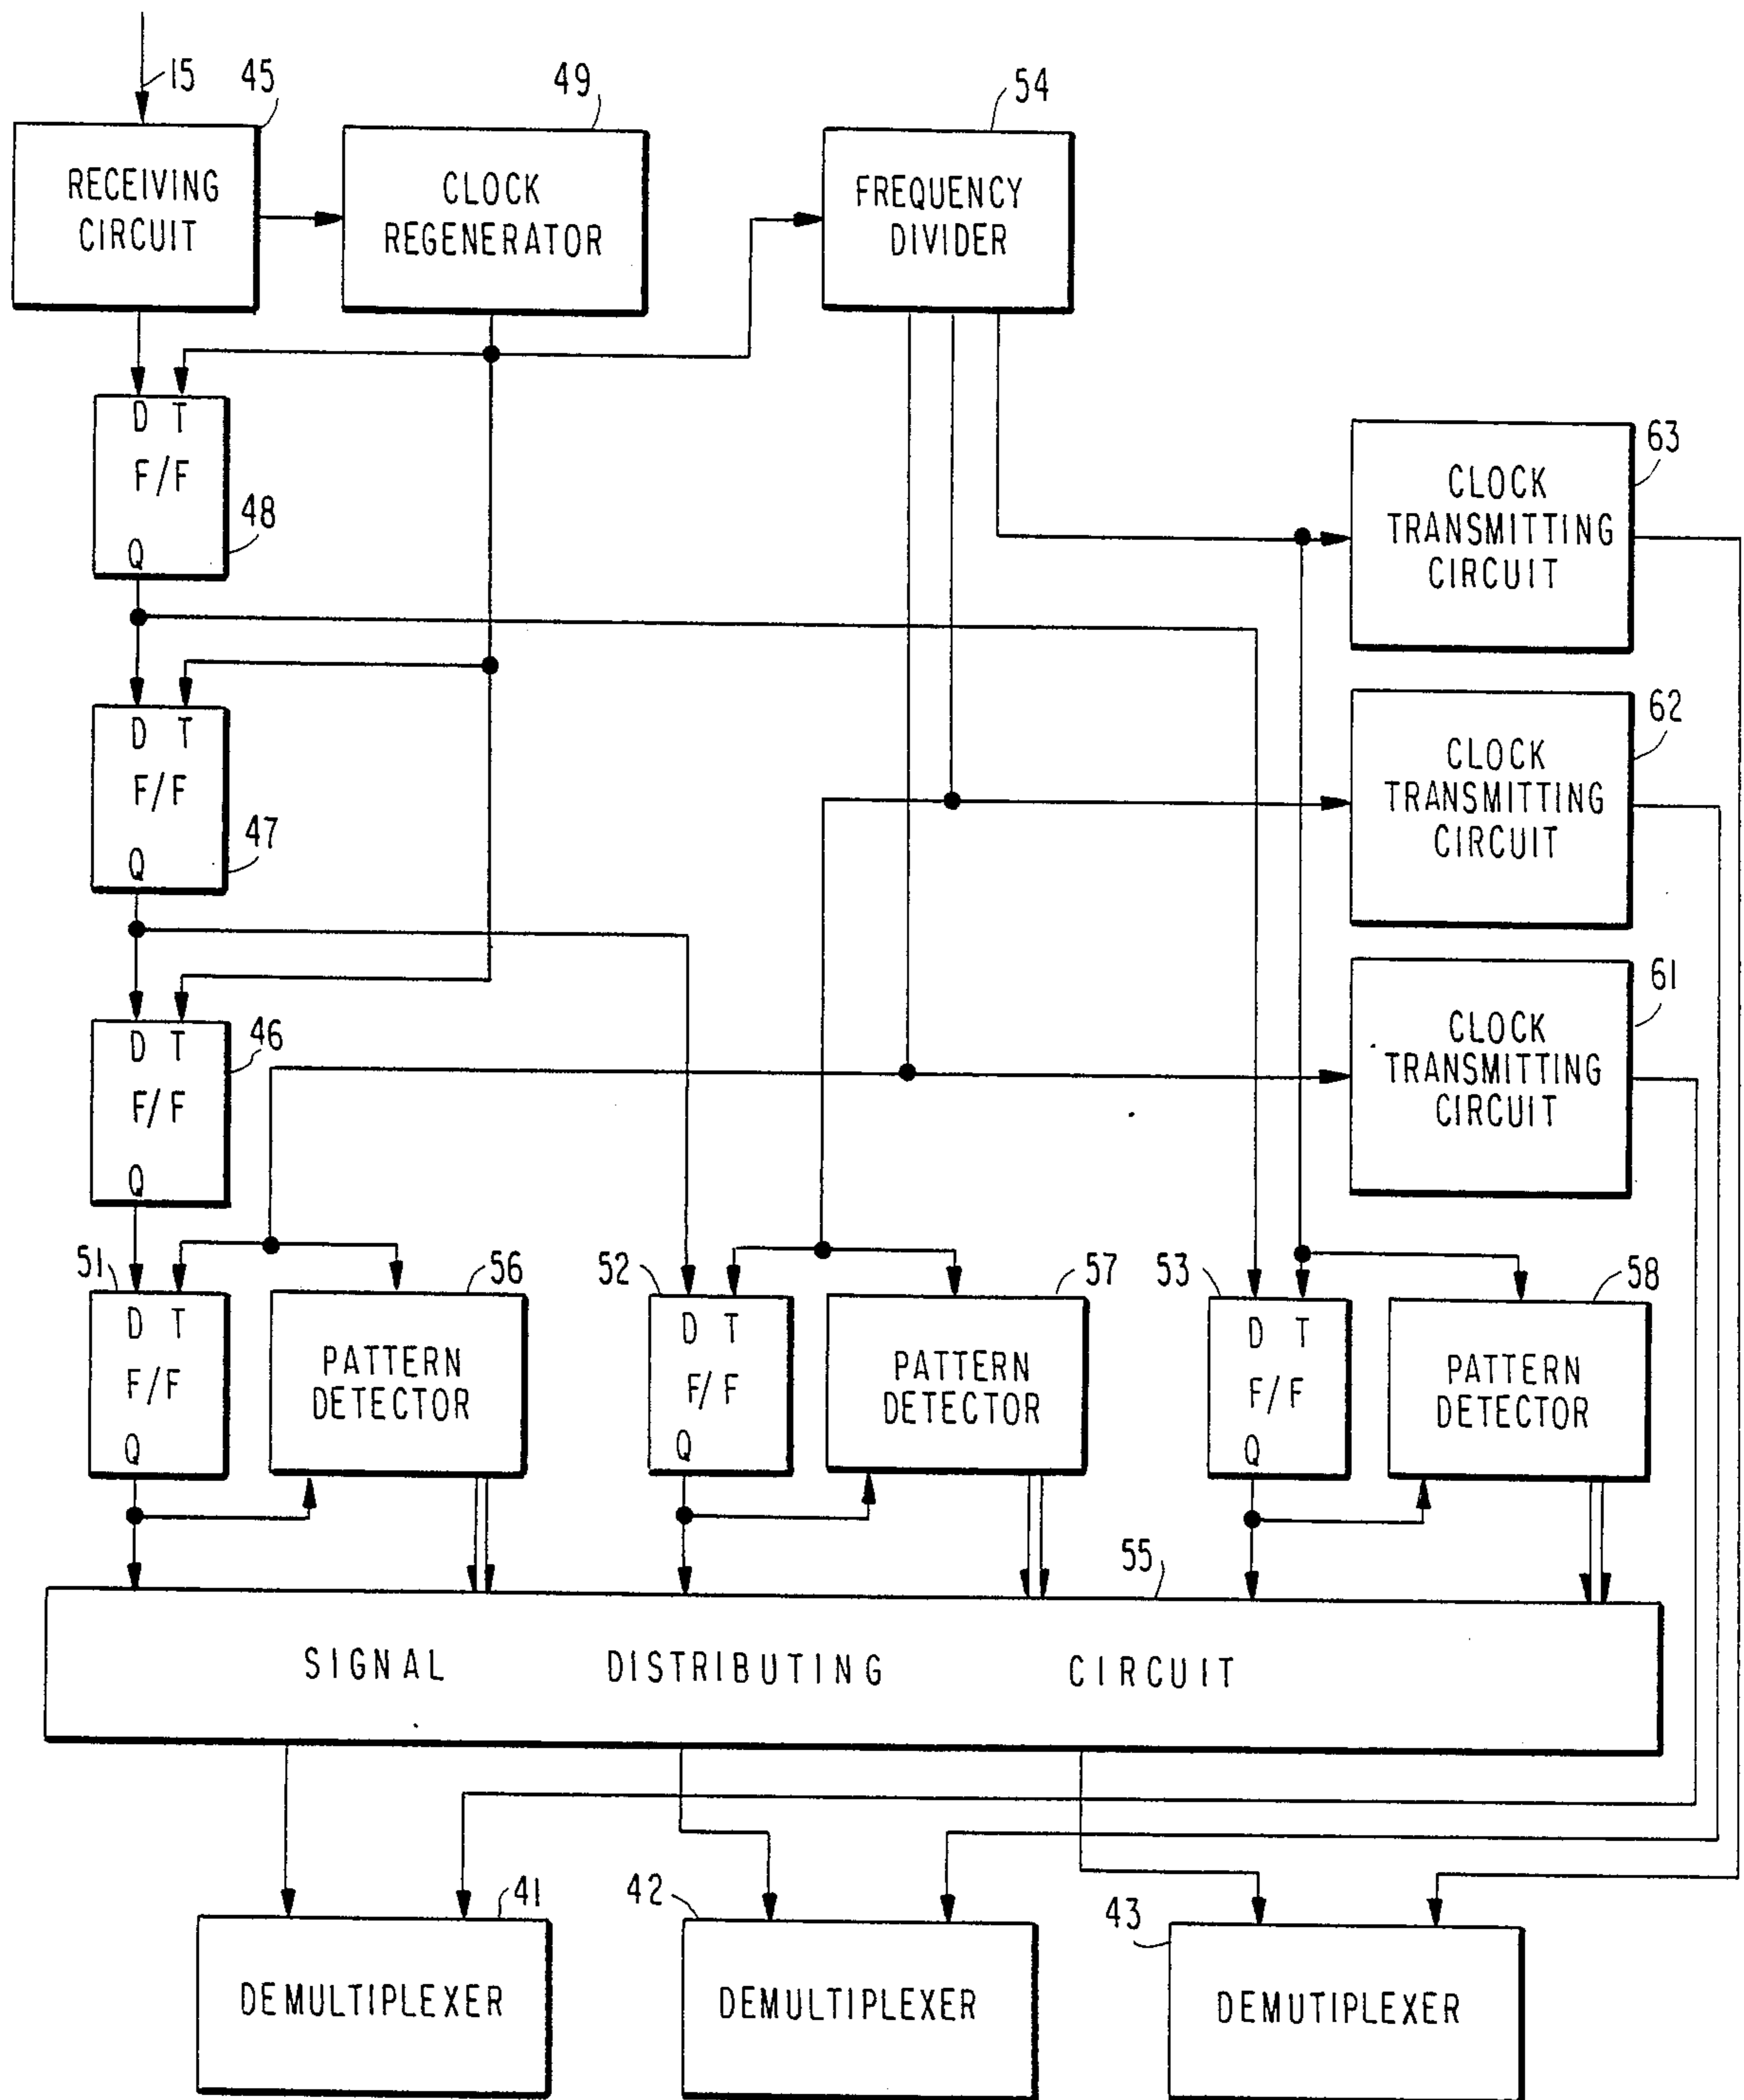 15
45
49
54
RECEIVING
CIRCUIT
CLOCK
REGENERATOR
FREQUENCY
DIVIDER
D T
F/F
Q
48
63
CLOCK
TRANSMITTING
CIRCUIT
D T
F/F
Q
47
62
CLOCK
TRANSMITTING
CIRCUIT
D T
F/F
Q
46
61
CLOCK
TRANSMITTING
CIRCUIT
51
D T
F/F
Q
56
PATTERN
DETECTOR
52
D T
F/F
Q
57
PATTERN
DETECTOR
53
D T
F/F
Q
58
PATTERN
DETECTOR
55
SIGNAL DISTRIBUTING CIRCUIT
41
DEMULTIPLEXER
42
DEMULTIPLEXER
43
DEMUTIPLEXER